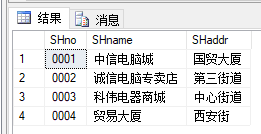 结果 消息
SHno SHname SHaddr
1 0001 中信电脑城 国贸大厦
2 0002 诚信电脑专卖店 第三街道
3 0003 科伟电器商城 中心街道
4 0004 贸易大厦 西安街